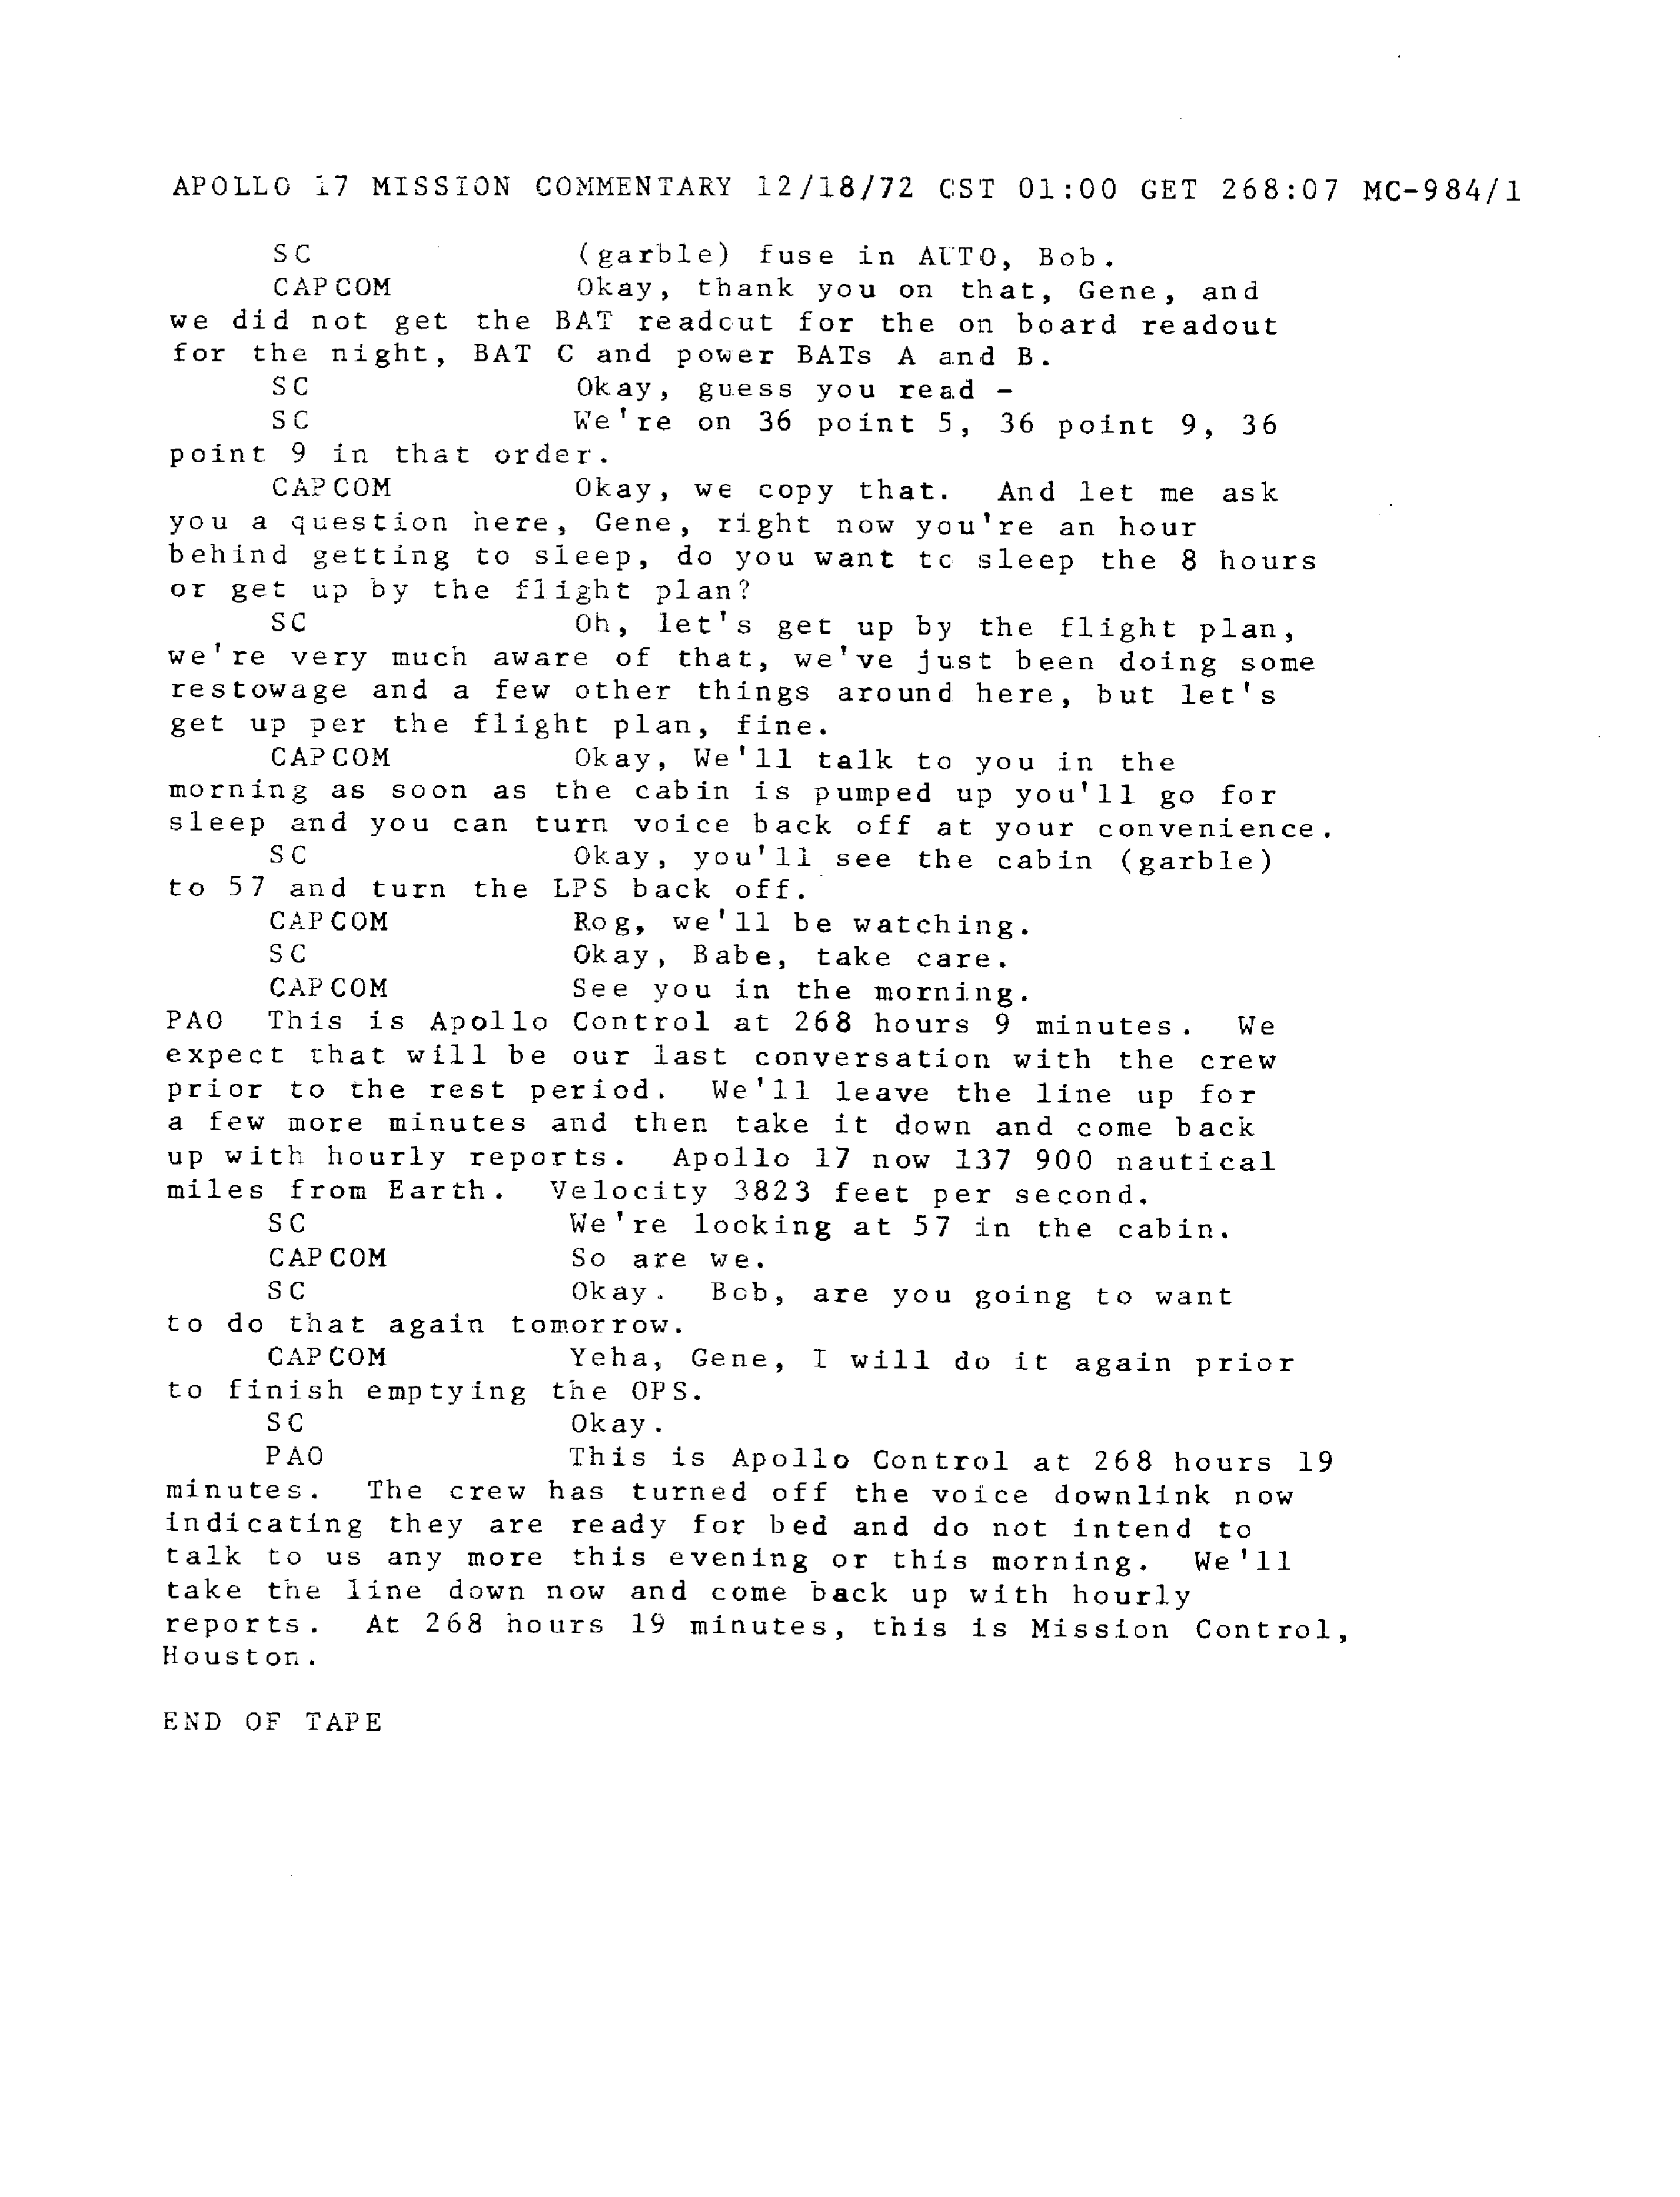 APOLLO 17 MISSION COMMENTARY 12/18/72 CST 01:00 GET 268:07 MC-984/1
SC (garble) fuse in AUTO, Bob.
CAPCOM Okay, thank you on that, Gene, and
we did not get the BAT readout for the on board readout
for the night, BAT C and power BATs A and B.
SC Okay, guess you read -
SC We're on 36 point 5, 36 point 9, 36
point 9 in that order.
CAPCOM Okay, we copy that. And let me ask
you a question here, Gene, right now you're an hour
behind getting to sleep, do you want to sleep the 8 hours
or get up by the flight plan?
SC Oh, let's get up by the flight plan,
we're very much aware of that, we've just been doing some
restowage and a few other things around here, but let's
get up per the flight plan, fine.
CAPCOM Okay, We'll talk to you in the
morning as soon as the cabin is pumped up you'll go for
sleep and you can turn voice back off at your convenience.
SC Okay, you'll see the cabin (garble)
to 57 and turn the LPS back off.
CAPCOM Rog, we'll be watching.
SC Okay, Babe, take care.
CAPCOM See you in the morning.
PAO This is Apollo Control at 268 hours 9 minutes. We
expect that will be our last conversation with the crew
prior to the rest period. We'll leave the line up for
a few more minutes and then take it down and come back
up with hourly reports. Apollo 17 now 137 900 nautical
miles from Earth. Velocity 3823 feet per second.
SC We're looking at 57 in the cabin.
CAPCOM So are we.
SC Okay. Bob, are you going to want
to do that again tomorrow.
CAPCOM Yeha, Gene, I will do it again prior
to finish emptying the OPS.
SC Okay.
PAO This is Apollo Control at 268 hours 19
minutes. The crew has turned off the voice downlink now
indicating they are ready for bed and do not intend to
talk to us any more this evening or this morning. We'll
take the line down now and come back up with hourly
reports. At 268 hours 19 minutes, this is Mission Control,
Houston.
END OF TAPE